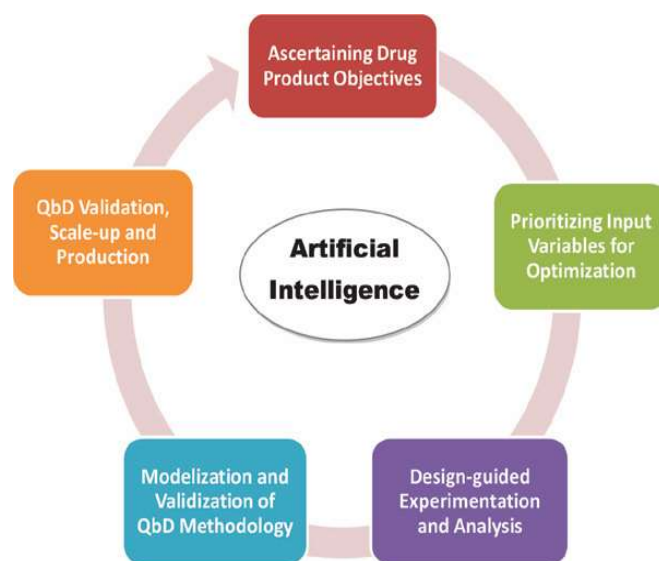 Ascertaining Drug
Product Objectives
Prioritizing Input
Variables for
Optimization
Design-guided
Experimentation
and Analysis
Modelization and
Validization of
QbD Methodology
QbD Validation,
Scale-up and
Production
Artificial
Intelligence